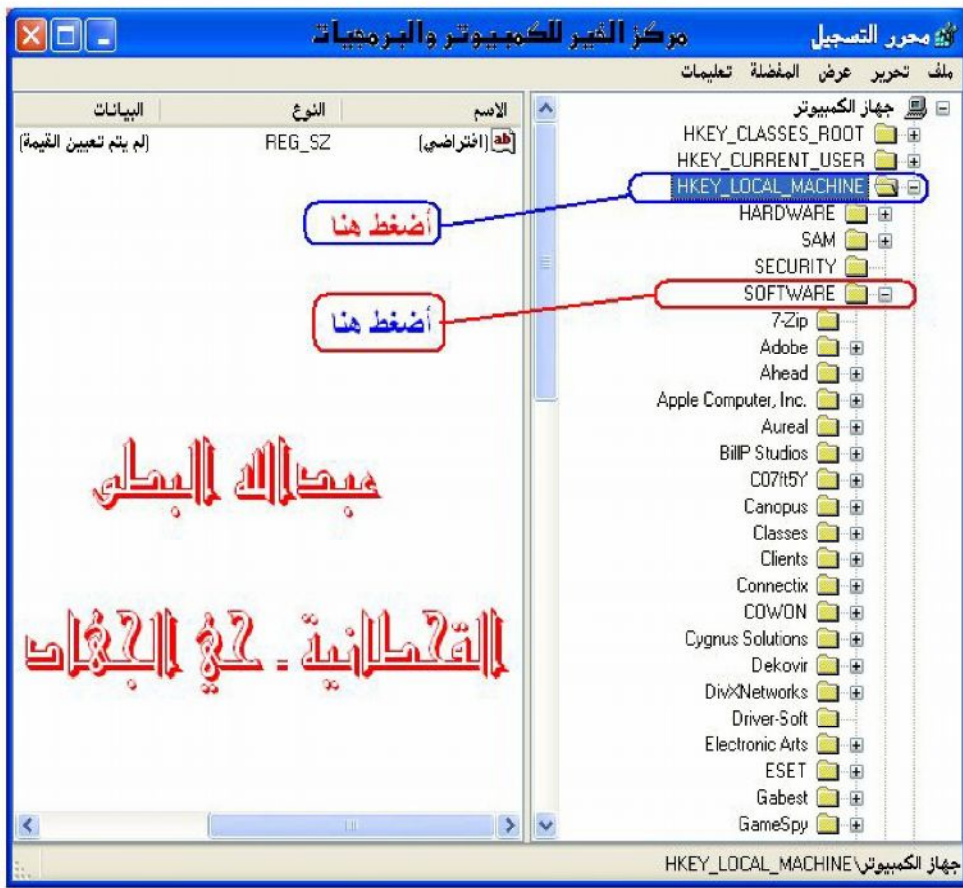 محرر التسجيل
مركز الخير للكمبيوتر والبرمجيات
ملف تحرير عرض المفضلة تعليمات
جهاز الكمبيوتر
HKEY_CLASSES_ROOT
HKEY_CURRENT_USER
HKEY_LOCAL_MACHINE
HARDWARE
SAM
SECURITY
SOFTWARE
7-Zip
Adobe
Ahead
Apple Computer, Inc.
Aureal
BillP Studios
C07ft5Y
Canopus
Classes
Clients
Connectix
COWON
Cygnus Solutions
Dekovir
DivXNetworks
Driver-Soft
Electronic Arts
ESET
Gabest
GameSpy
الاسم النوع البيانات
(افتراضي) REG_SZ (لم يتم تعيين القيمة)
أضغط هنا
أضغط هنا
عبدالله البطي
القحطانية - حي الجهاد
جهاز الكمبيوتر\HKEY_LOCAL_MACHINE